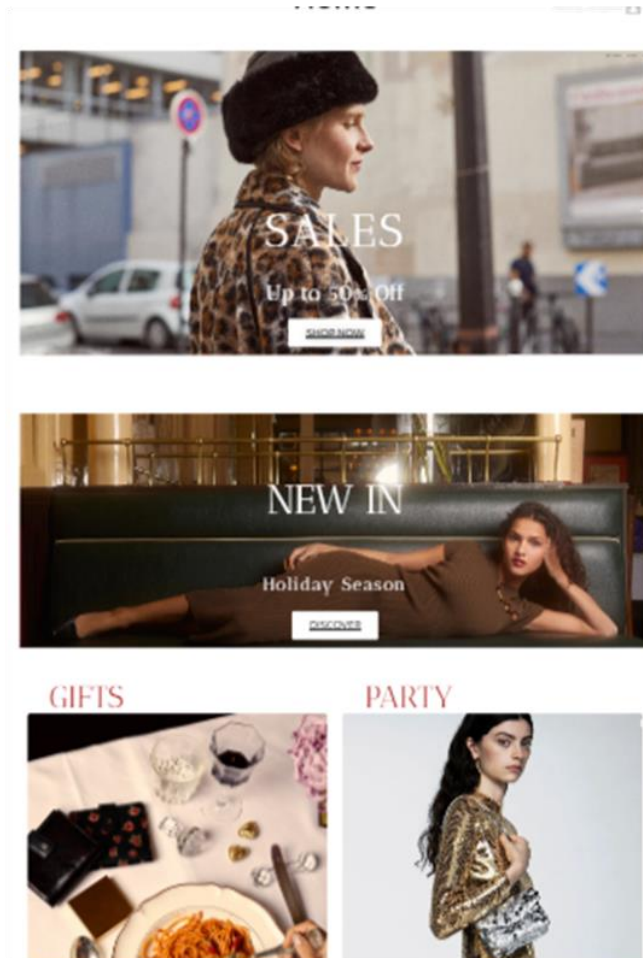 SALES
Up to 50% Off
SHOP NOW
NEW IN
Holiday Season
DISCOVER
GIFTS
PARTY